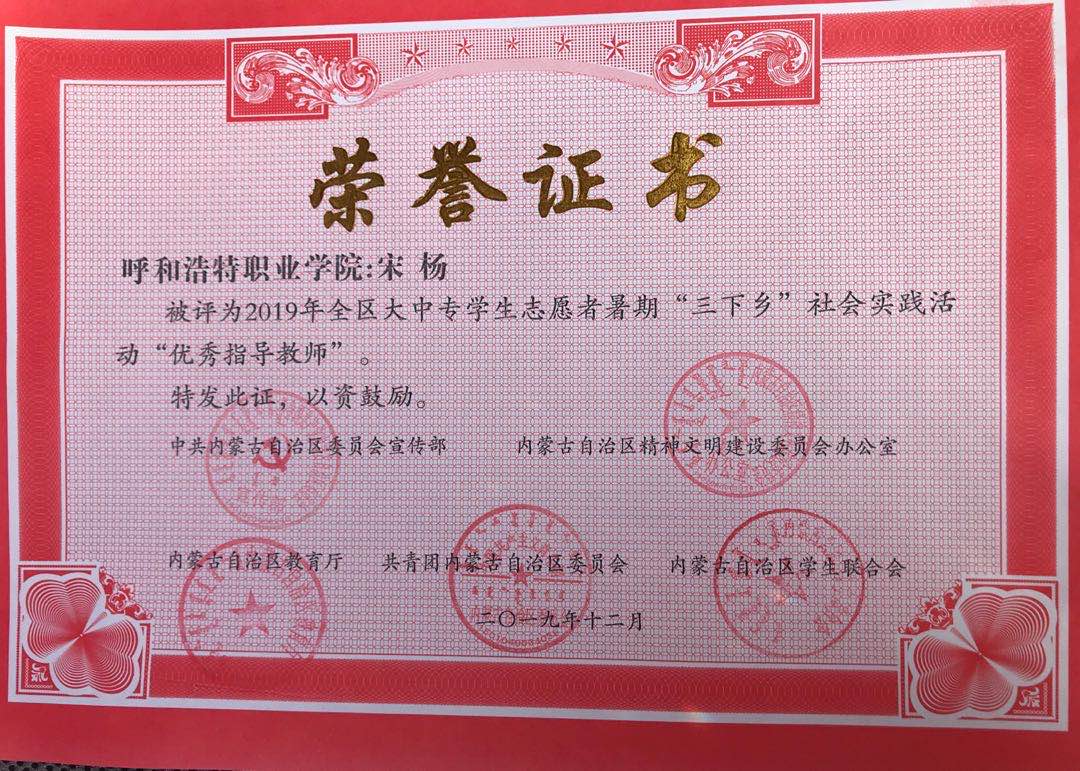 荣誉证书
呼和浩特职业学院:宋 杨
被评为2019年全区大中专学生志愿者暑期“三下乡”社会实践活
动“优秀指导教师”。
特发此证，以资鼓励。
中共内蒙古自治区委员会宣传部 内蒙古自治区精神文明建设委员会办公室
内蒙古自治区教育厅 共青团内蒙古自治区委员会 内蒙古自治区学生联合会
二〇一九年十二月